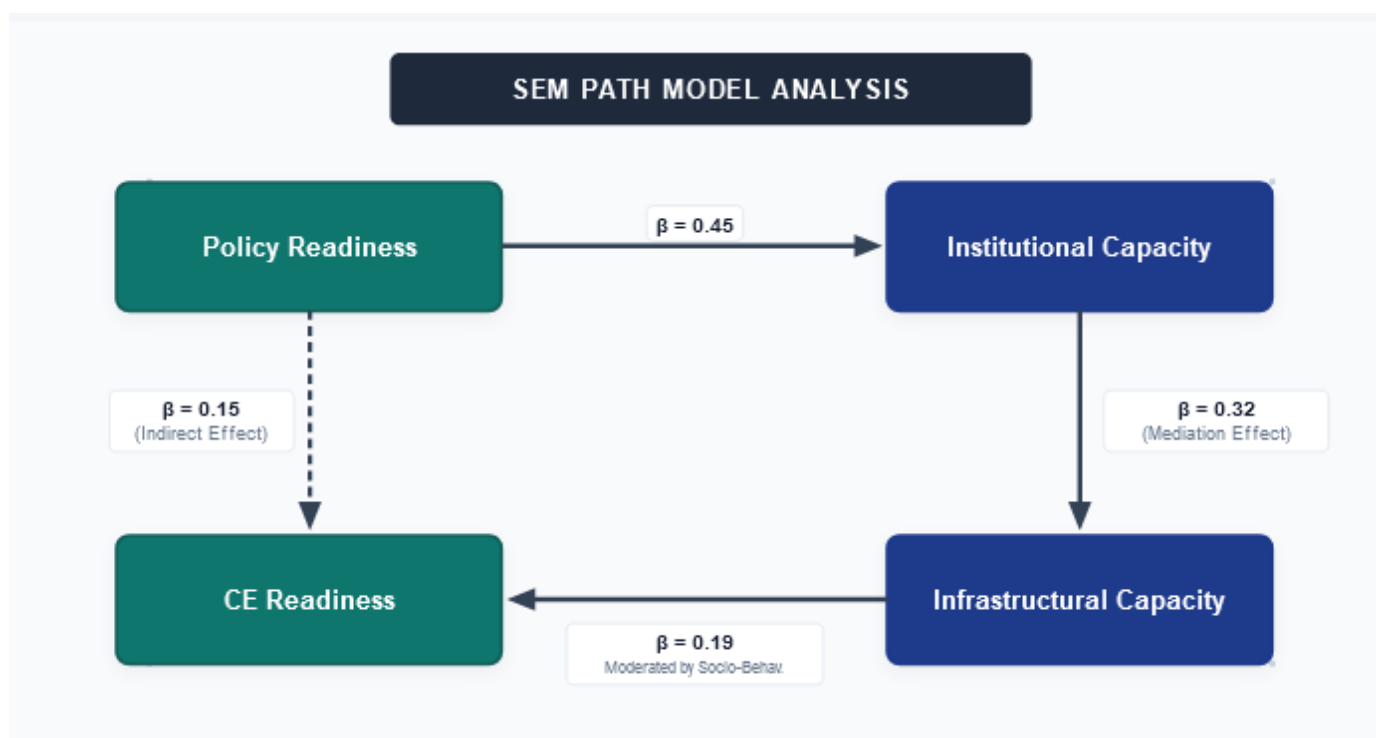 SEM PATH MODEL ANALYSIS
Policy Readiness
β = 0.45
Institutional Capacity
β = 0.15
(Indirect Effect)
β = 0.32
(Mediation Effect)
CE Readiness
Infrastructural Capacity
β = 0.19
Moderated by Socio-Behav.